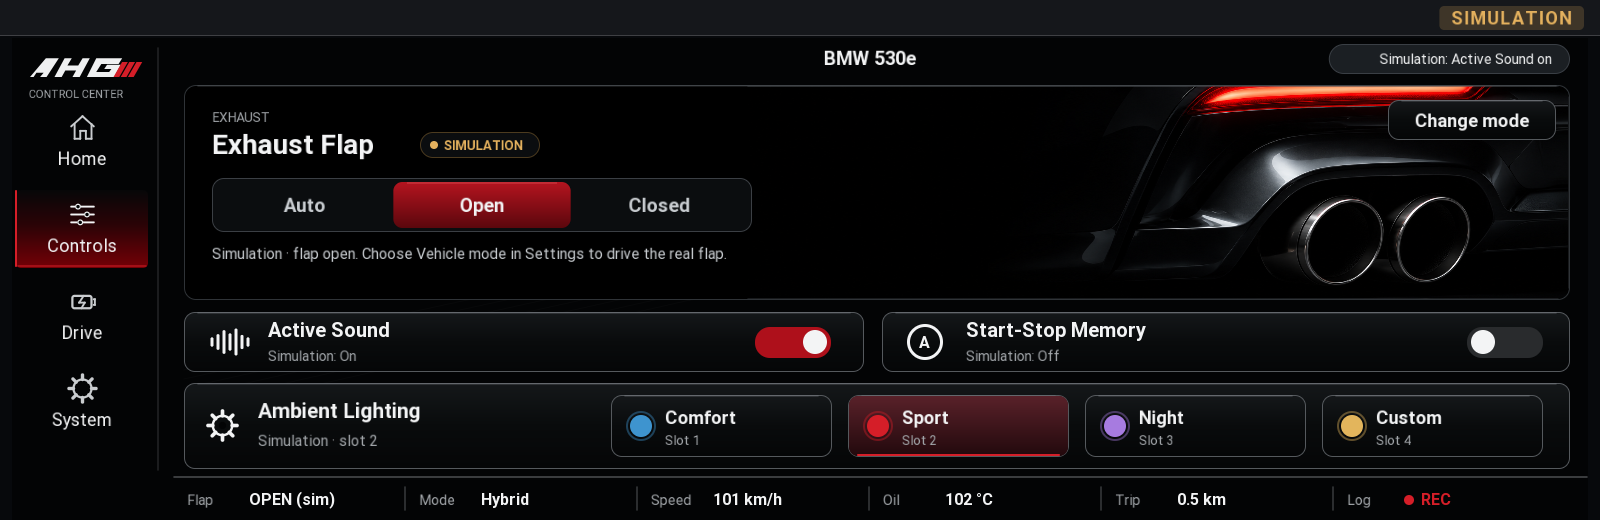 SIMULATION
AHG
CONTROL CENTER
BMW 530e
Simulation: Active Sound on
Home
Controls
Drive
System
EXHAUST
Exhaust Flap
SIMULATION
Change mode
Auto
Open
Closed
Simulation · flap open. Choose Vehicle mode in Settings to drive the real flap.
Active Sound
Simulation: On
A
Start-Stop Memory
Simulation: Off
Ambient Lighting
Simulation · slot 2
Comfort
Slot 1
Sport
Slot 2
Night
Slot 3
Custom
Slot 4
Flap OPEN (sim) Mode Hybrid Speed 101 km/h Oil 102 °C Trip 0.5 km Log REC